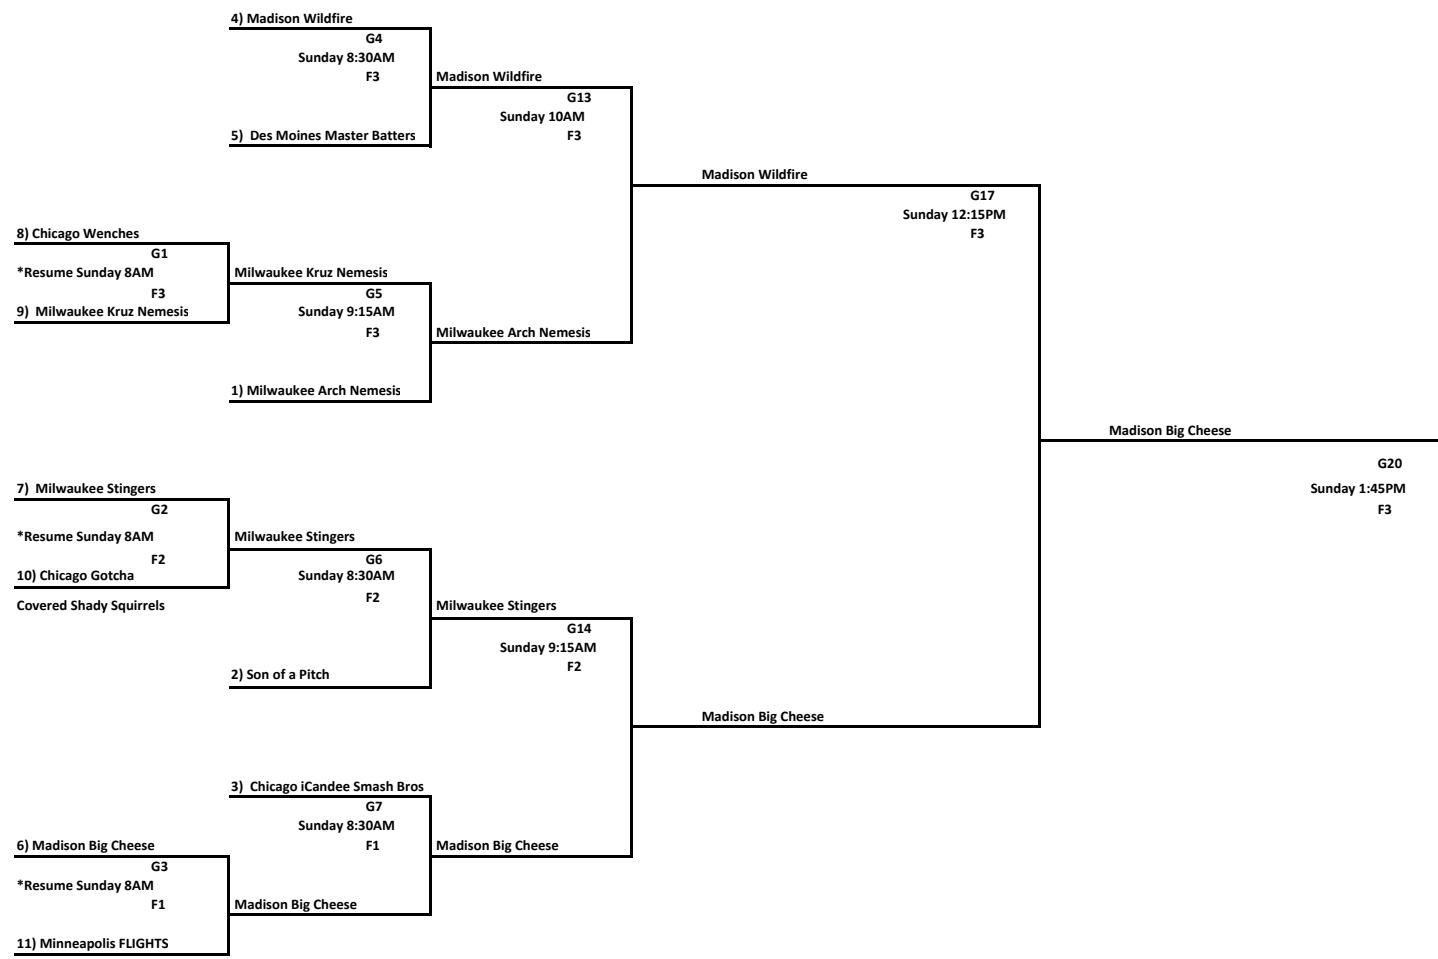 4) Madison Wildfire
G4
Sunday 8:30AM
F3
Madison Wildfire
G13
Sunday 10AM
F3
5)  Des Moines Master Batters
Madison Wildfire
G17
Sunday 12:15PM
F3
8) Chicago Wenches
G1
*Resume Sunday 8AM
F3
Milwaukee Kruz Nemesis
9)  Milwaukee Kruz Nemesis
G5
Sunday 9:15AM
F3
Milwaukee Arch Nemesis
1) Milwaukee Arch Nemesis
Madison Big Cheese
G20
Sunday 1:45PM
F3
7)  Milwaukee Stingers
G2
*Resume Sunday 8AM
F2
Milwaukee Stingers
10) Chicago Gotcha
Covered Shady Squirrels
G6
Sunday 8:30AM
F2
Milwaukee Stingers
G14
Sunday 9:15AM
F2
2) Son of a Pitch
Madison Big Cheese
3)  Chicago iCandee Smash Bros
G7
Sunday 8:30AM
F1
Madison Big Cheese
6) Madison Big Cheese
G3
*Resume Sunday 8AM
F1
Madison Big Cheese
11) Minneapolis FLIGHTS